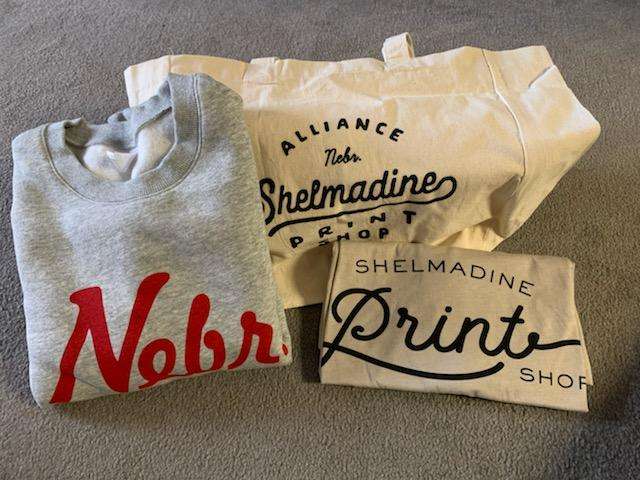 Nebr.
ALLIANCE
Nebr.
Shelmadine
PRINT
SHOP
SHELMADINE
Print
SHOP